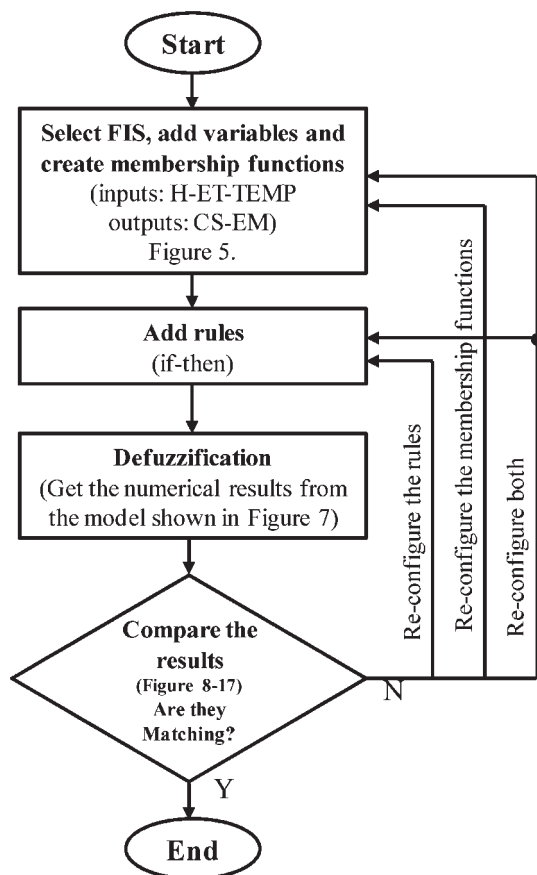 Start
Select FIS, add variables and
create membership functions
(inputs: H-ET-TEMP
outputs: CS-EM)
Figure 5.
Add rules
(if-then)
Defuzzification
(Get the numerical results from
the model shown in Figure 7)
Compare the
results
(Figure 8-17)
Are they
Matching?
N
Re-configure the rules
Re-configure the membership functions
Re-configure both
Y
End